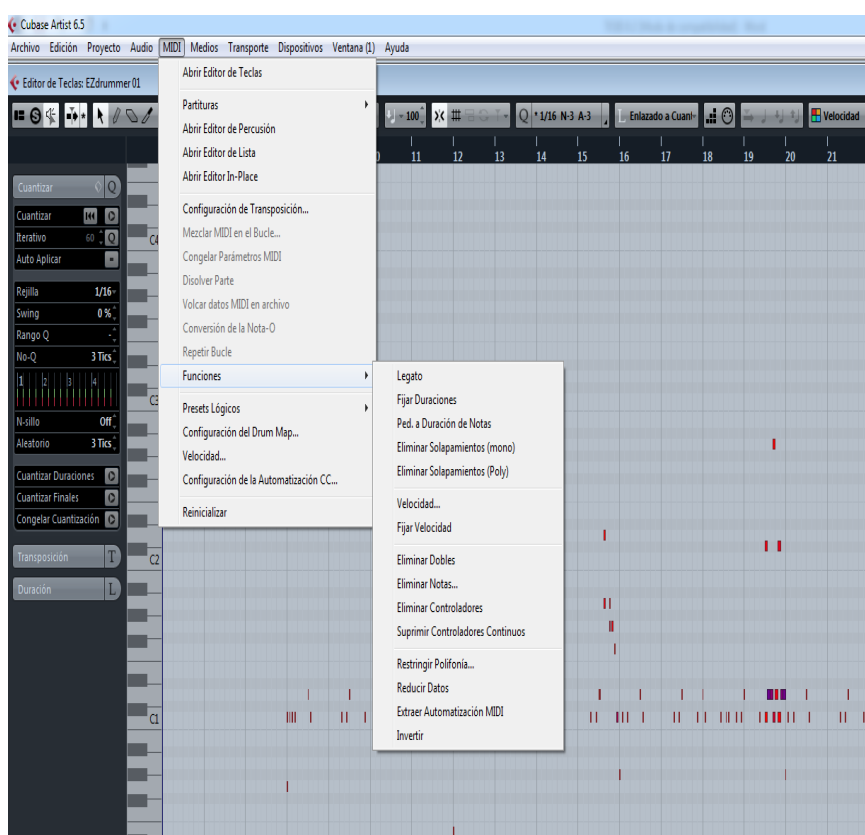 Cubase Artist 6.5
Archivo Edición Proyecto Audio MIDI Medios Transporte Dispositivos Ventana (1) Ayuda
Editor de Teclas: EZdrummer 01
100 Q 1/16 N-3 A-3 L Enlazado a Cuan Velocidad
11 12 13 14 15 16 17 18 19 20 21
Abrir Editor de Teclas
Partituras
Abrir Editor de Percusión
Abrir Editor de Lista
Abrir Editor In-Place
Configuración de Transposición...
Mezclar MIDI en el Bucle...
Congelar Parámetros MIDI
Disolver Parte
Volcar datos MIDI en archivo
Conversión de la Nota-O
Repetir Bucle
Funciones
Presets Lógicos
Configuración del Drum Map...
Velocidad...
Configuración de la Automatización CC...
Reinicializar
Legato
Fijar Duraciones
Ped. a Duración de Notas
Eliminar Solapamientos (mono)
Eliminar Solapamientos (Poly)
Velocidad...
Fijar Velocidad
Eliminar Dobles
Eliminar Notas...
Eliminar Controladores
Suprimir Controladores Continuos
Restringir Polifonía...
Reducir Datos
Extraer Automatización MIDI
Invertir
Cuantizar Q
Cuantizar
Iterativo 60 Q
Auto Aplicar
Rejilla 1/16
Swing 0 %
Rango Q -
No-Q 3 Tics
1 2 3 4
N-sillo Off
Aleatorio 3 Tics
Cuantizar Duraciones
Cuantizar Finales
Congelar Cuantización
Transposición T
Duración L
C4
C3
C2
C1